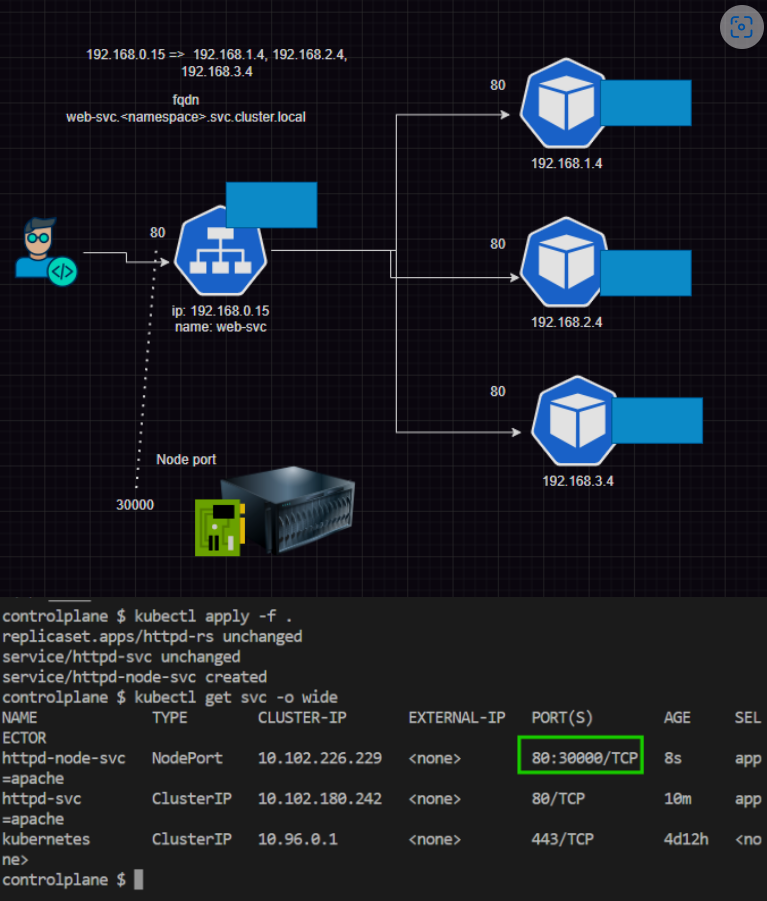 192.168.0.15 => 192.168.1.4, 192.168.2.4,
192.168.3.4
fqdn
web-svc.<namespace>.svc.cluster.local
80
192.168.1.4
80
ip: 192.168.0.15
name: web-svc
80
192.168.2.4
80
192.168.3.4
Node port
30000
controlplane $ kubectl apply -f .
replicaset.apps/httpd-rs unchanged
service/httpd-svc unchanged
service/httpd-node-svc created
controlplane $ kubectl get svc -o wide
NAME TYPE CLUSTER-IP EXTERNAL-IP PORT(S) AGE SEL
ECTOR
httpd-node-svc NodePort 10.102.226.229 <none> 80:30000/TCP 8s app
=apache
httpd-svc ClusterIP 10.102.180.242 <none> 80/TCP 10m app
=apache
kubernetes ClusterIP 10.96.0.1 <none> 443/TCP 4d12h <no
ne>
controlplane $